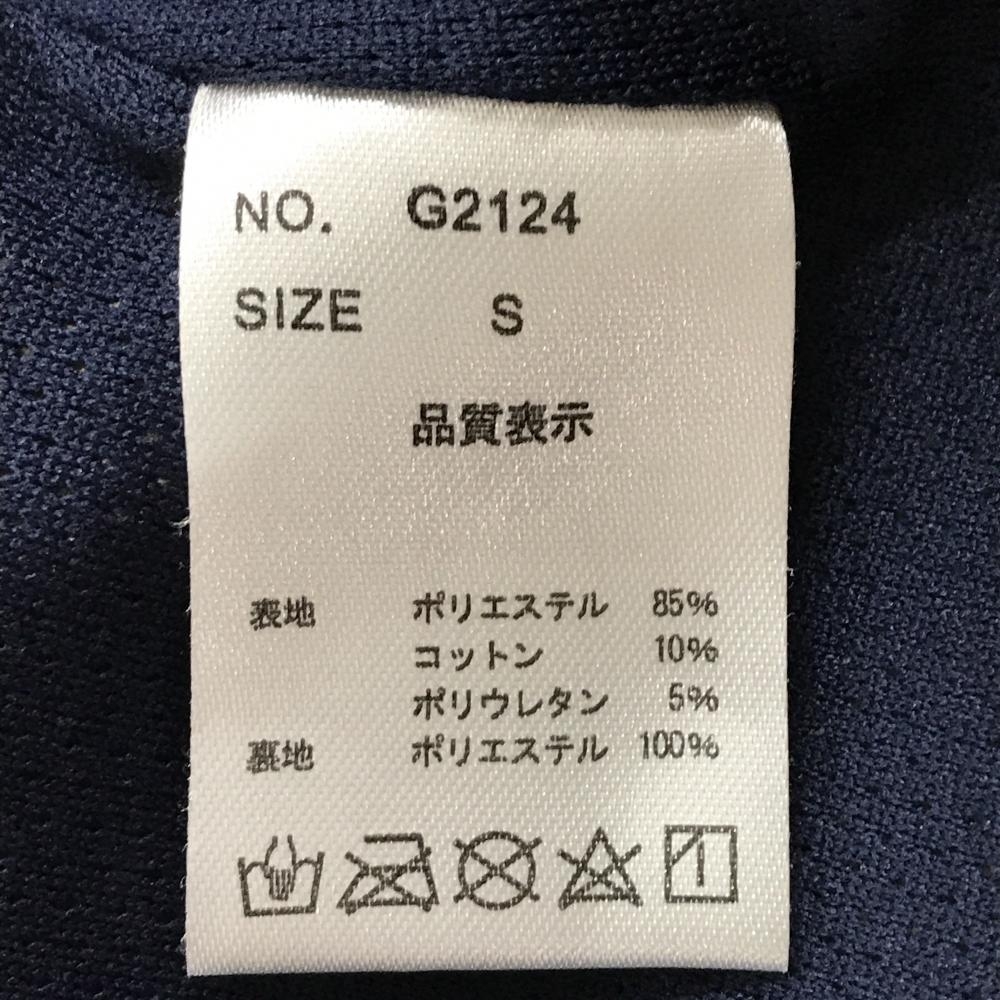 NO. G2124
SIZE S
品質表示
表地 ポリエステル 85%
コットン 10%
ポリウレタン 5%
裏地 ポリエステル 100%